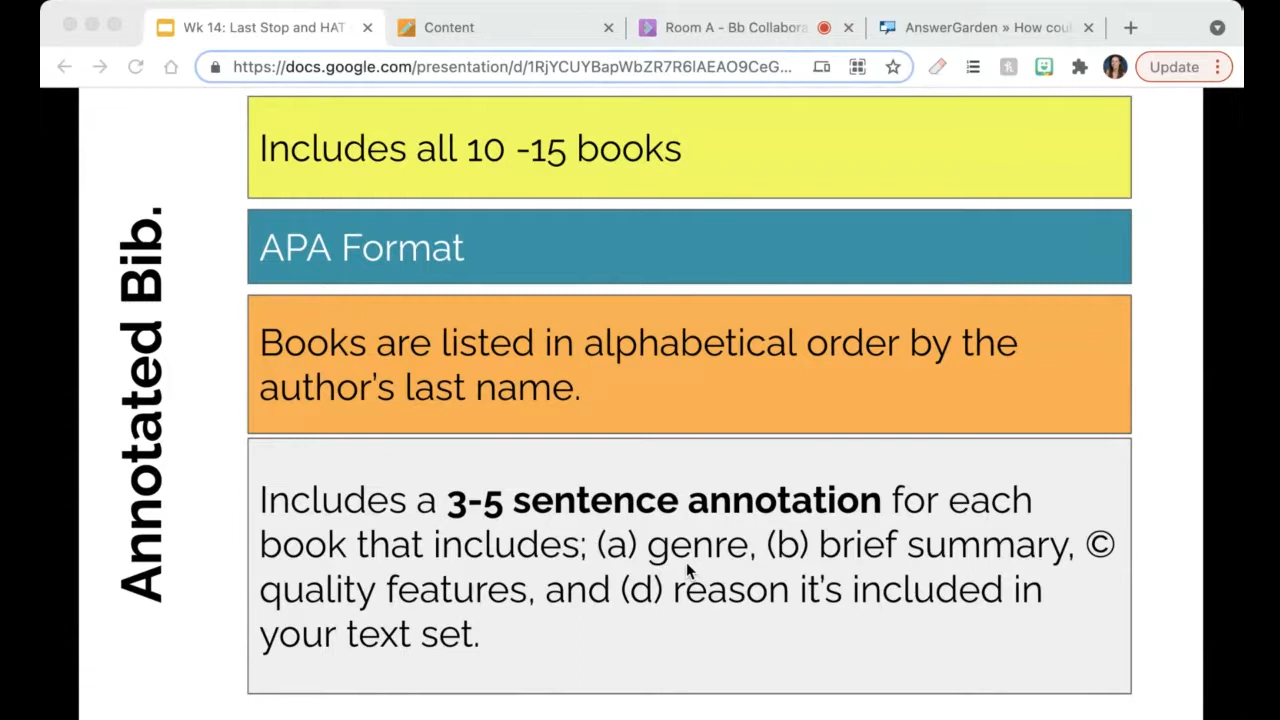 Wk 14: Last Stop and HAT
Content
Room A - Bb Collabora
AnswerGarden » How coul
https://docs.google.com/presentation/d/1RjYCUYBapWbZR7R6lAEAO9CeG...
Update
Annotated Bib.
Includes all 10 -15 books
APA Format
Books are listed in alphabetical order by the
author's last name.
Includes a 3-5 sentence annotation for each
book that includes; (a) genre, (b) brief summary, ©
quality features, and (d) reason it's included in
your text set.